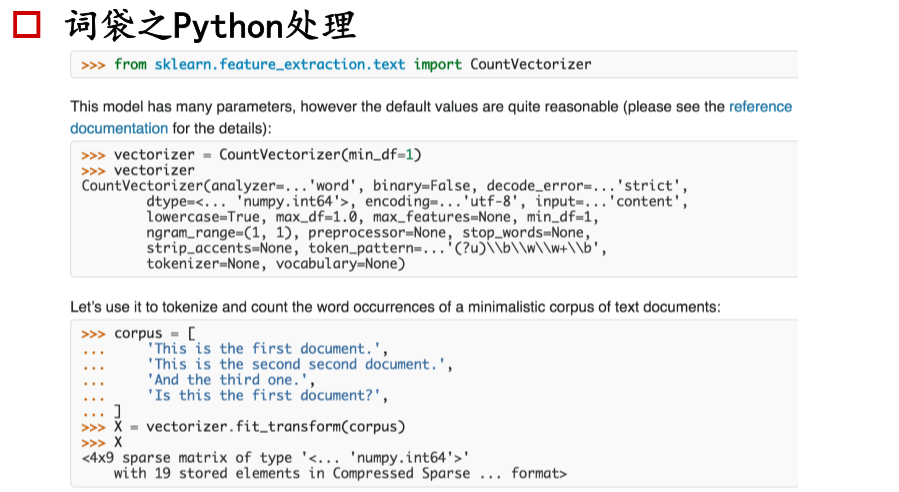 词袋之Python处理
>>> from sklearn.feature_extraction.text import CountVectorizer
This model has many parameters, however the default values are quite reasonable (please see the reference
documentation for the details):
>>> vectorizer = CountVectorizer(min_df=1)
>>> vectorizer
CountVectorizer(analyzer=...'word', binary=False, decode_error=...'strict',
        dtype=<... 'numpy.int64'>, encoding=...'utf-8', input=...'content',
        lowercase=True, max_df=1.0, max_features=None, min_df=1,
        ngram_range=(1, 1), preprocessor=None, stop_words=None,
        strip_accents=None, token_pattern=...'(?u)\\b\\w\\w+\\b',
        tokenizer=None, vocabulary=None)
Let's use it to tokenize and count the word occurrences of a minimalistic corpus of text documents:
>>> corpus = [
...     'This is the first document.',
...     'This is the second second document.',
...     'And the third one.',
...     'Is this the first document?',
... ]
>>> X = vectorizer.fit_transform(corpus)
>>> X
<4x9 sparse matrix of type '<... 'numpy.int64'>'
    with 19 stored elements in Compressed Sparse ... format>